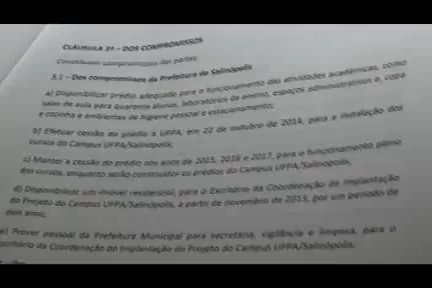 CLÁUSULA 3ª – DOS COMPROMISSOS
Constituem compromissos das partes:
3.1 – Dos compromissos da Prefeitura de Salinópolis
a) Disponibilizar prédio adequado para o funcionamento das atividades acadêmicas, como
salas de aula para quarenta alunos, laboratórios de ensino, espaços administrativos e, copa
e cozinha e ambientes de higiene pessoal e estacionamento;
b) Efetuar cessão do prédio a UFPA, em 22 de outubro de 2014, para a instalação dos
cursos do Campus UFPA/Salinópolis;
c) Manter a cessão do prédio nos anos de 2015, 2016 e 2017, para o funcionamento pleno
dos cursos, enquanto serão construídos os prédios do Campus UFPA/Salinópolis;
d) Disponibilizar um imóvel residencial, para o Escritório da Coordenação de Implantação
do Projeto do Campus UFPA/Salinópolis, a partir de novembro de 2013, por um período de
dois anos;
e) Prover pessoal da Prefeitura Municipal para secretaria, vigilância e limpeza, para o
escritório da Coordenação de Implantação do Projeto do Campus UFPA/Salinópolis;